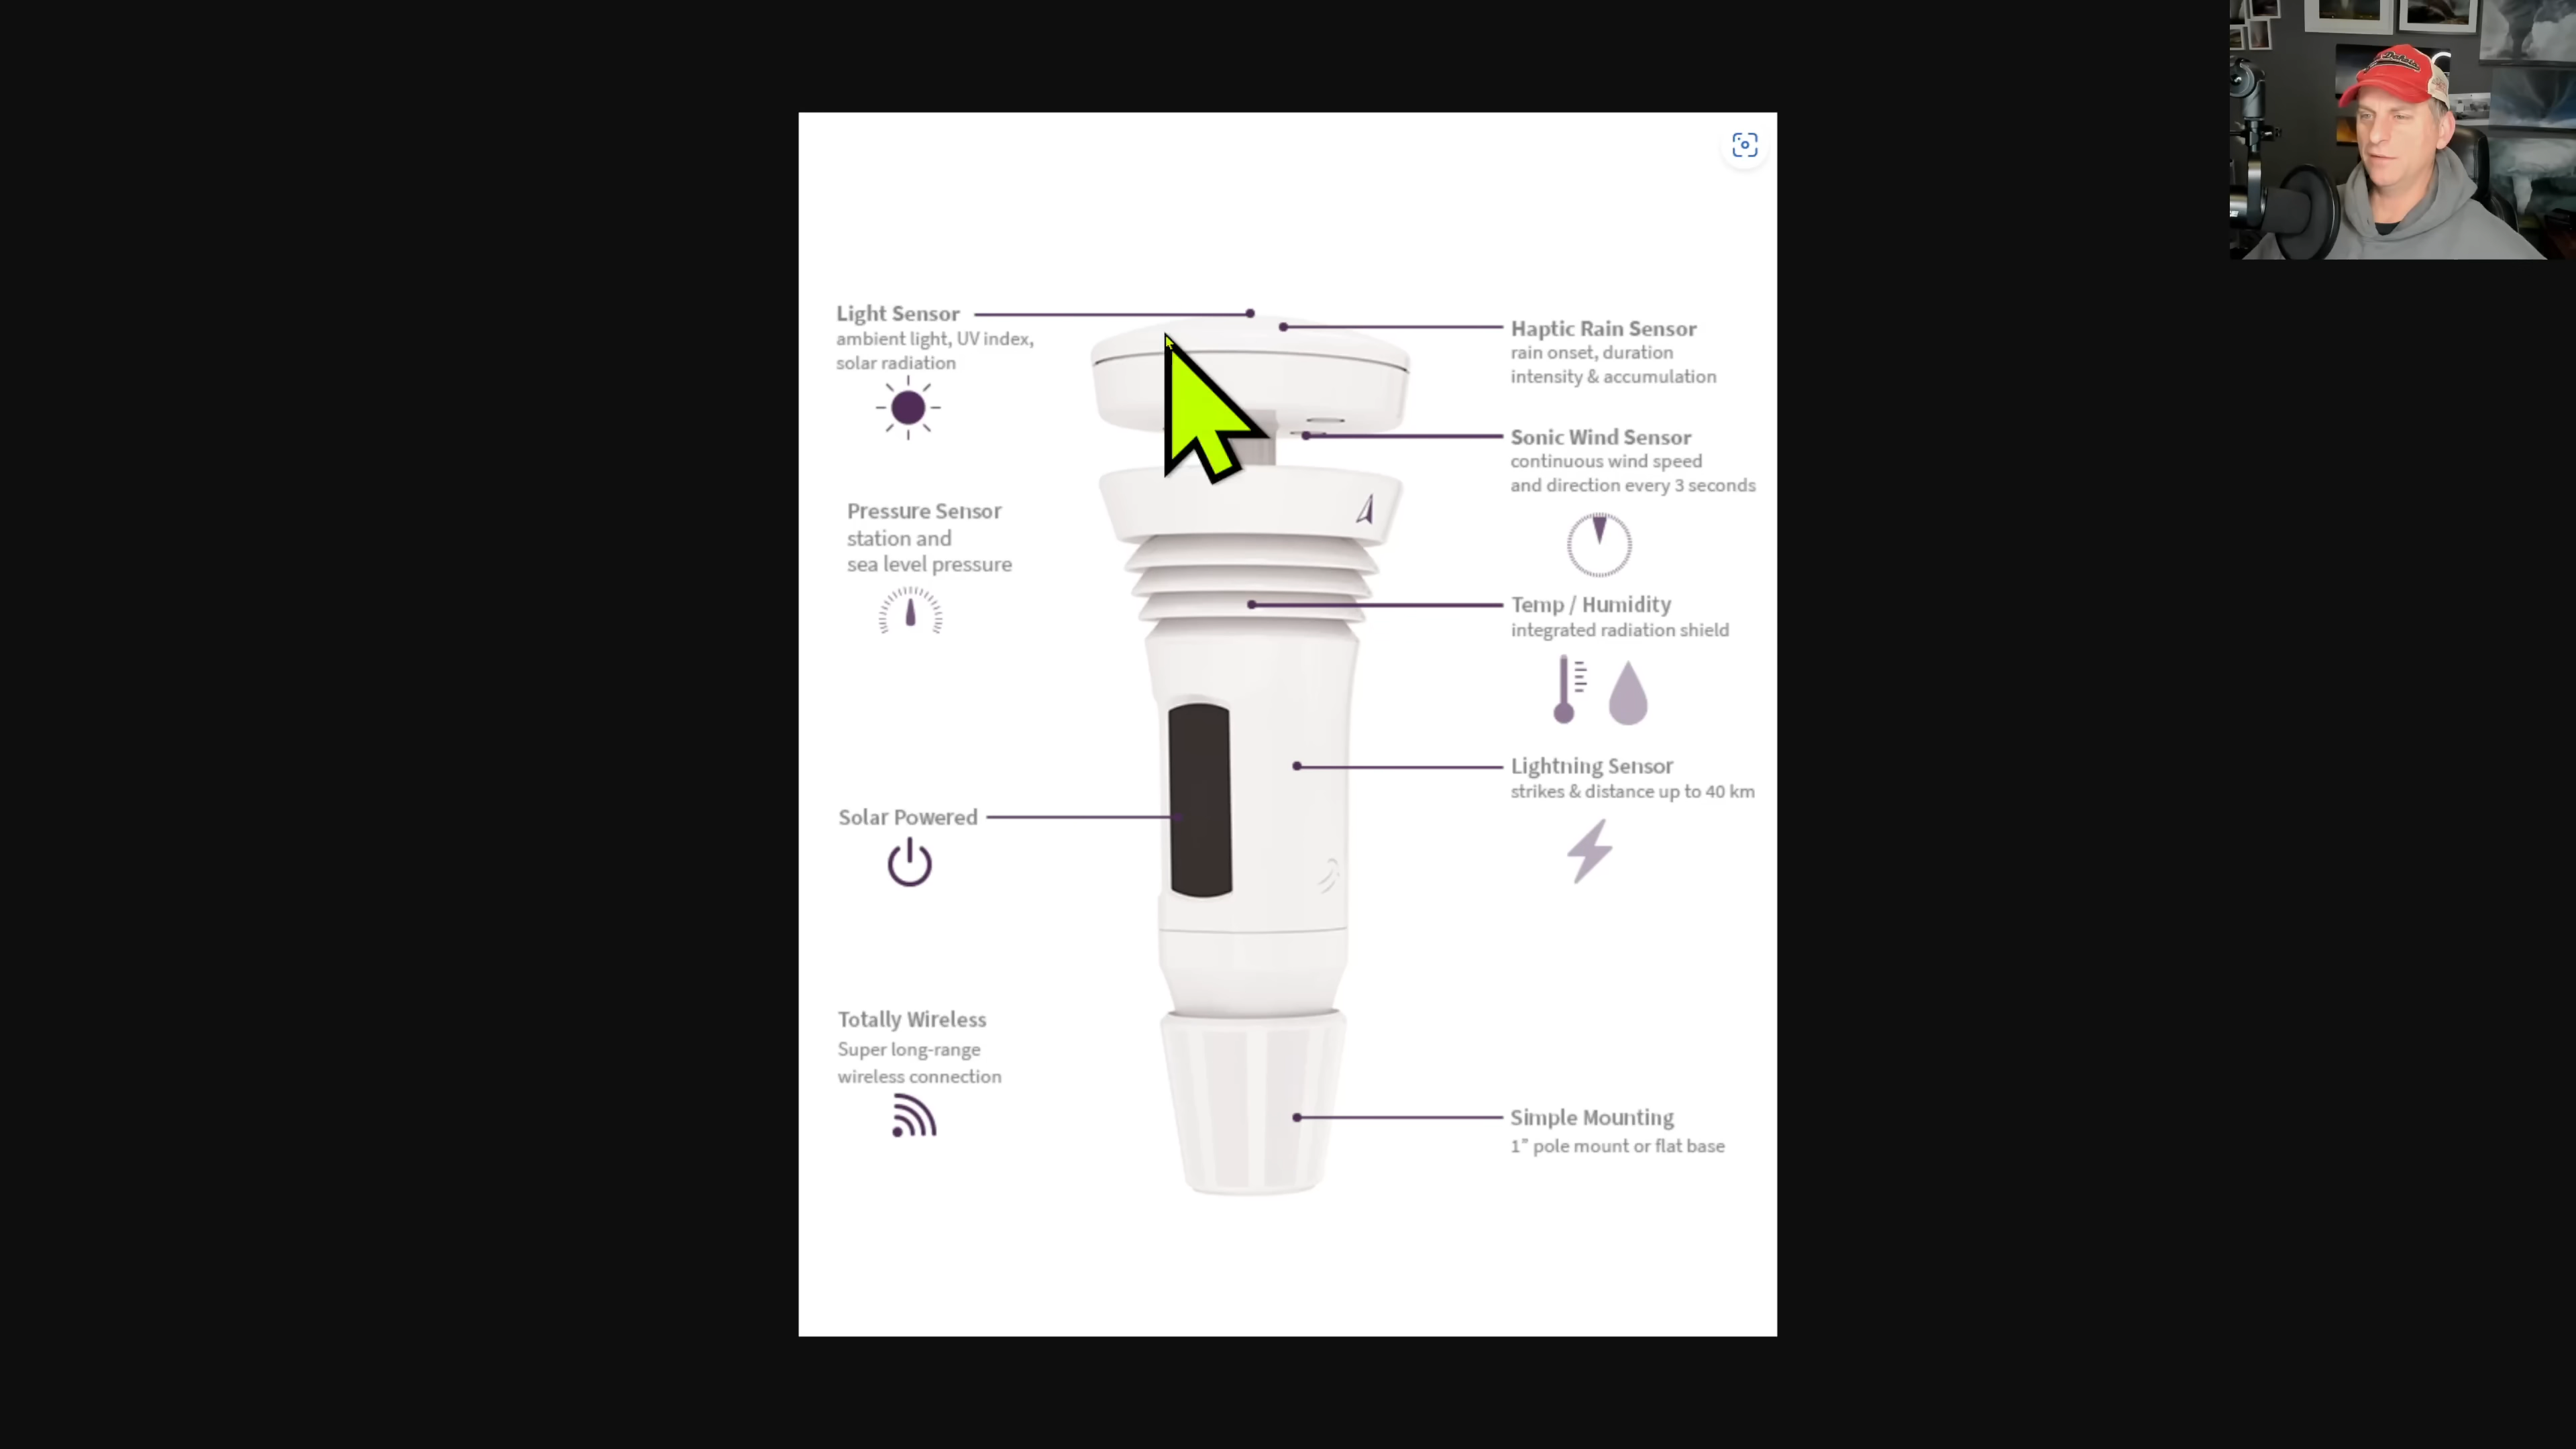 Light Sensor
ambient light, UV index,
solar radiation
Pressure Sensor
station and
sea level pressure
Solar Powered
Totally Wireless
Super long-range
wireless connection
Haptic Rain Sensor
rain onset, duration
intensity & accumulation
Sonic Wind Sensor
continuous wind speed
and direction every 3 seconds
Temp / Humidity
integrated radiation shield
Lightning Sensor
strikes & distance up to 40 km
Simple Mounting
1” pole mount or flat base